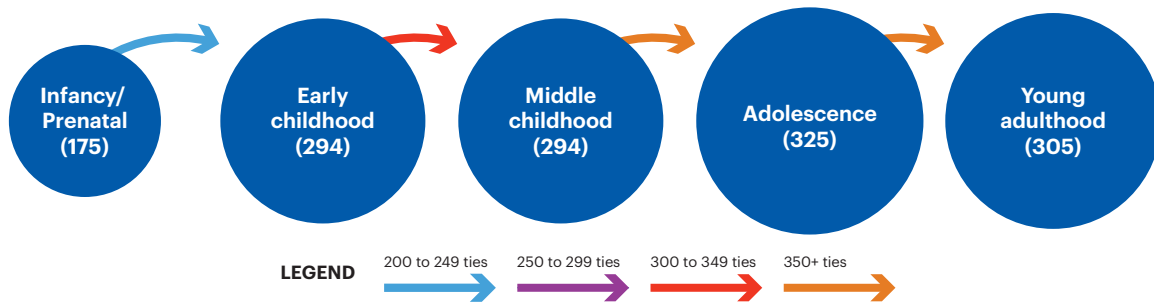 Infancy/
Prenatal
(175)
Early
childhood
(294)
Middle
childhood
(294)
Adolescence
(325)
Young
adulthood
(305)
LEGEND
200 to 249 ties
250 to 299 ties
300 to 349 ties
350+ ties